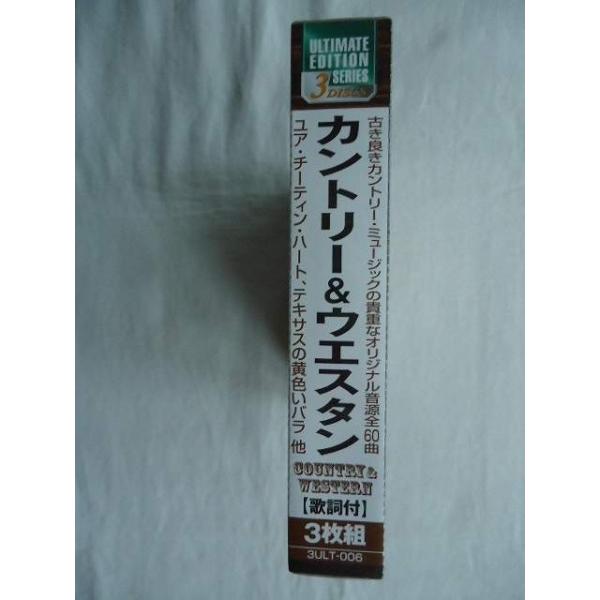 ULTIMATE
EDITION
SERIES
3 DISCS
古き良きカントリー・ミュージックの貴重なオリジナル音源全60曲
カントリー&ウエスタン
ユア・チーティン・ハート、テキサスの黄色いバラ 他
COUNTRY &
WESTERN
【歌詞付】
3枚組
3ULT-006